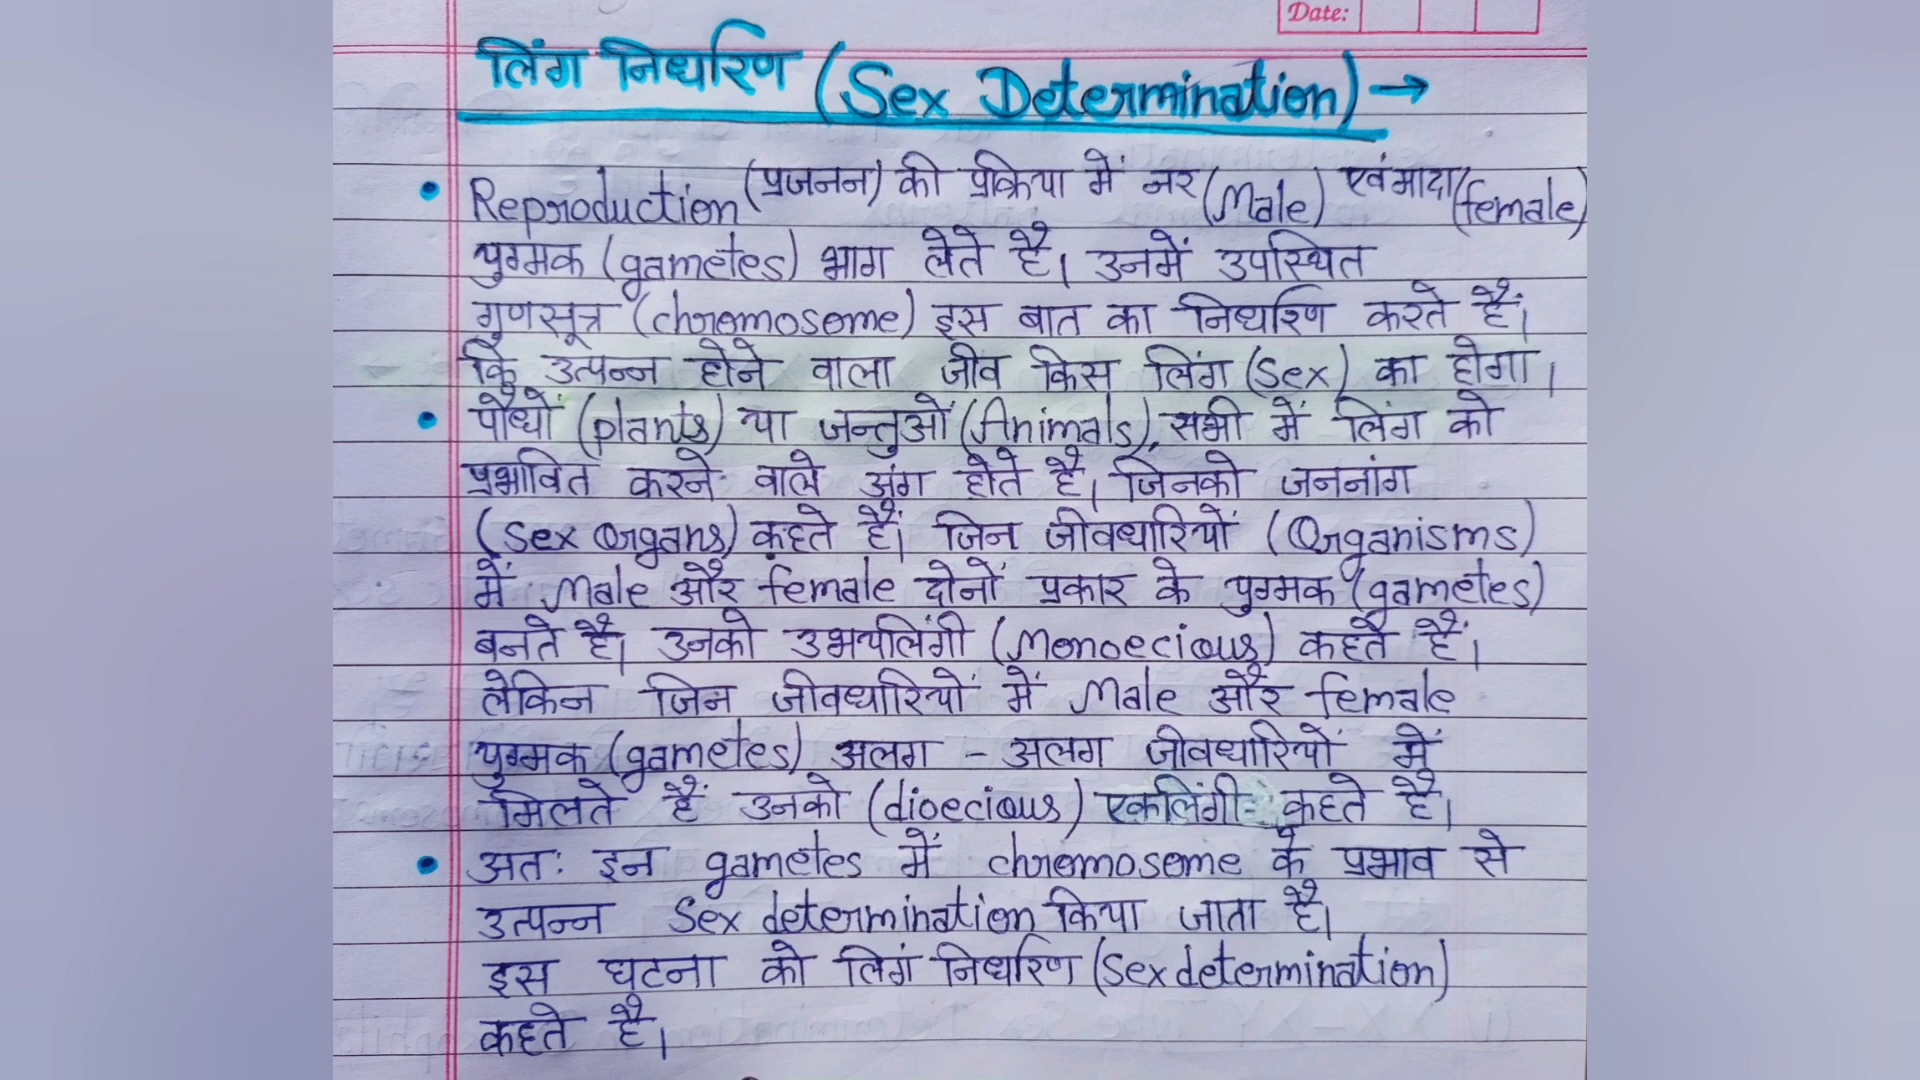 Date:
लिंग निर्धारण (Sex Determination) →
• Reproduction (प्रजनन) की प्रक्रिया में नर (Male) एवं मादा (female)
युग्मक (gametes) भाग लेते है। उनमें उपस्थित
गुणसूत्र (chromosome) इस बात का निर्धारण करते हैं।
कि उत्पन्न होने वाला जीव किस लिंग (Sex) का होगा।
• पौधों (plants) या जन्तुओं (Animals), सभी में लिंग को
प्रभावित करने वाले अंग होते है। जिनको जननांग
(Sex organs) कहते हैं। जिन जीवधारियों (Organisms)
में Male और female दोनों प्रकार के युग्मक (gametes)
बनते है। उनको उभयलिंगी (Monoecious) कहते हैं।
लेकिन जिन जीवधारियों में Male और female
युग्मक (gametes) अलग - अलग जीवधारियों में
मिलते हैं उनको (dioecious) एकलिंगी कहते है।
• अतः इन gametes में chromosome के प्रभाव से
उत्पन्न Sex determination किया जाता है।
इस घटना को लिंग निर्धारण (Sex determination)
कहते है।